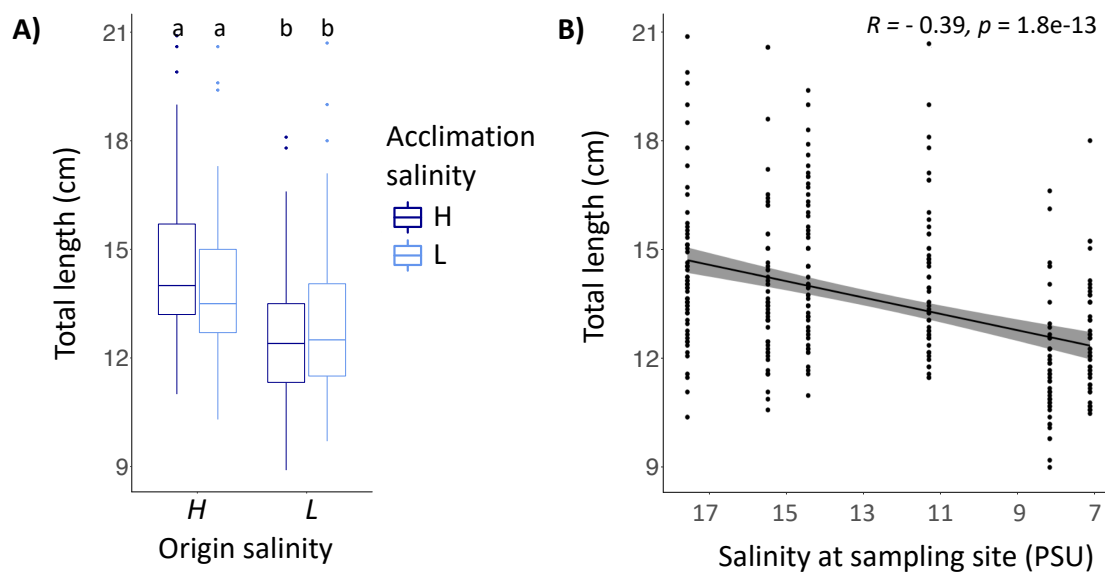 A)
a a b b
21
18
15
12
9
Total length (cm)
H L
Origin salinity
Acclimation
salinity
H
L
B)
R = - 0.39, p = 1.8e-13
21
18
15
12
9
Total length (cm)
17 15 13 11 9 7
Salinity at sampling site (PSU)